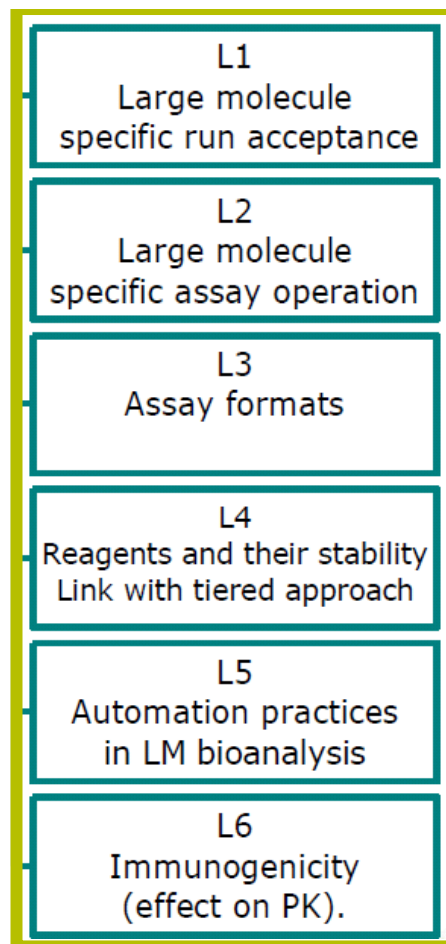 L1
Large molecule
specific run acceptance
L2
Large molecule
specific assay operation
L3
Assay formats
L4
Reagents and their stability
Link with tiered approach
L5
Automation practices
in LM bioanalysis
L6
Immunogenicity
(effect on PK).